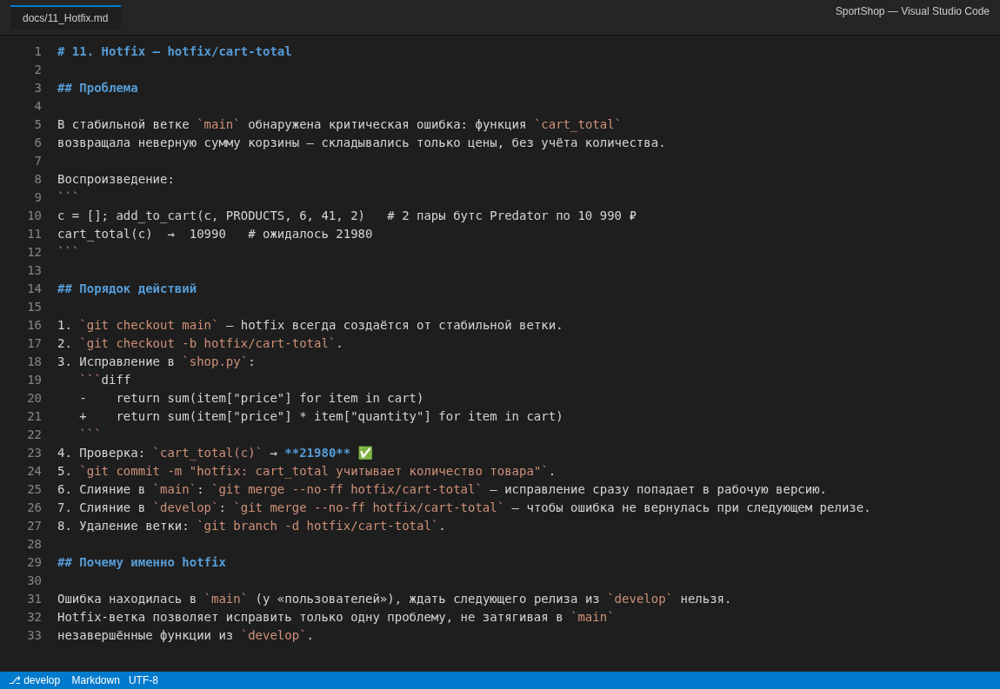 docs/11_Hotfix.md
SportShop — Visual Studio Code
1 # 11. Hotfix — hotfix/cart-total
2
3 ## Проблема
4
5 В стабильной ветке `main` обнаружена критическая ошибка: функция `cart_total`
6 возвращала неверную сумму корзины — складывались только цены, без учёта количества.
7
8 Воспроизведение:
9 ```
10 c = []; add_to_cart(c, PRODUCTS, 6, 41, 2)   # 2 пары бутс Predator по 10 990 ₽
11 cart_total(c)  →  10990   # ожидалось 21980
12 ```
13
14 ## Порядок действий
15
16 1. `git checkout main` — hotfix всегда создаётся от стабильной ветки.
17 2. `git checkout -b hotfix/cart-total`.
18 3. Исправление в `shop.py`:
19    ```diff
20    -    return sum(item["price"] for item in cart)
21    +    return sum(item["price"] * item["quantity"] for item in cart)
22    ```
23 4. Проверка: `cart_total(c)` → **21980** ✅
24 5. `git commit -m "hotfix: cart_total учитывает количество товара"`.
25 6. Слияние в `main`: `git merge --no-ff hotfix/cart-total` — исправление сразу попадает в рабочую версию.
26 7. Слияние в `develop`: `git merge --no-ff hotfix/cart-total` — чтобы ошибка не вернулась при следующем релизе.
27 8. Удаление ветки: `git branch -d hotfix/cart-total`.
28
29 ## Почему именно hotfix
30
31 Ошибка находилась в `main` (у «пользователей»), ждать следующего релиза из `develop` нельзя.
32 Hotfix-ветка позволяет исправить только одну проблему, не затягивая в `main`
33 незавершённые функции из `develop`.
⎇ develop Markdown UTF-8